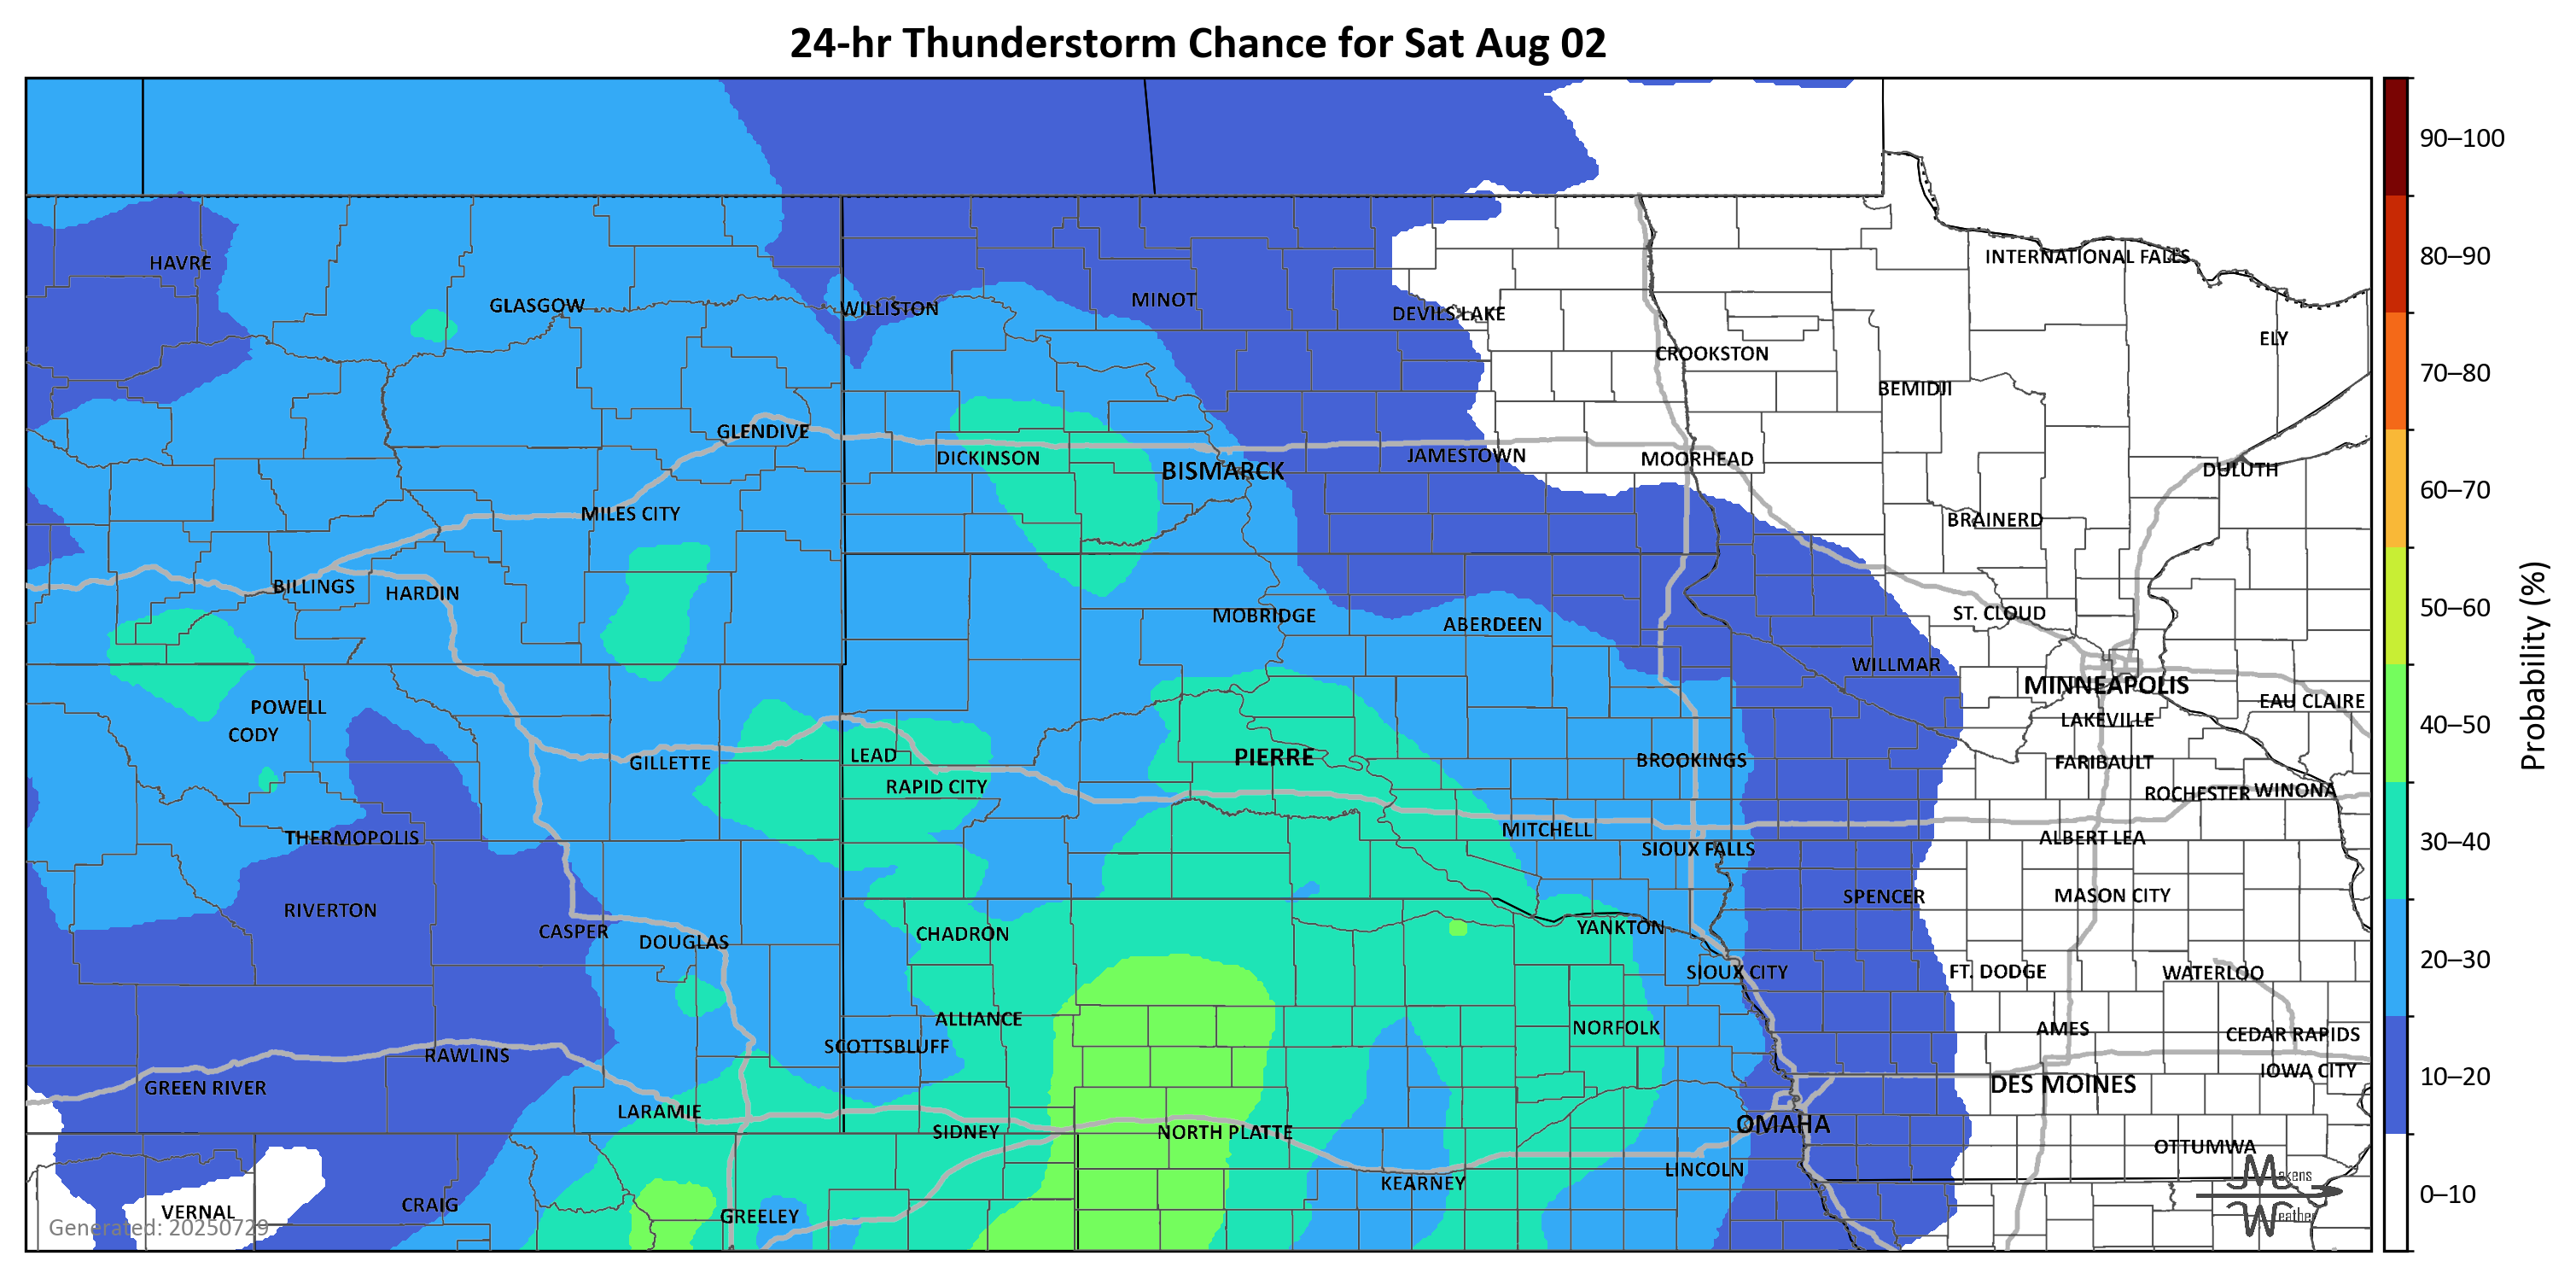 24-hr Thunderstorm Chance for Sat Aug 02
90–100
80–90
70–80
60–70
50–60
40–50
30–40
20–30
10–20
0–10
Probability (%)
HAVRE
INTERNATIONAL FALLS
GLASGOW
WILLISTON
MINOT
DEVILS LAKE
ELY
CROOKSTON
BEMIDJI
GLENDIVE
DICKINSON
BISMARCK
JAMESTOWN
MOORHEAD
DULUTH
MILES CITY
BRAINERD
BILLINGS
HARDIN
MOBRIDGE
ABERDEEN
ST. CLOUD
WILLMAR
MINNEAPOLIS
EAU CLAIRE
POWELL
LAKEVILLE
CODY
LEAD
PIERRE
BROOKINGS
FARIBAULT
GILLETTE
RAPID CITY
ROCHESTER
WINONA
THERMOPOLIS
MITCHELL
ALBERT LEA
SIOUX FALLS
RIVERTON
SPENCER
MASON CITY
CASPER
DOUGLAS
CHADRON
YANKTON
SIOUX CITY
FT. DODGE
WATERLOO
ALLIANCE
NORFOLK
AMES
CEDAR RAPIDS
RAWLINS
SCOTTSBLUFF
GREEN RIVER
DES MOINES
IOWA CITY
LARAMIE
SIDNEY
NORTH PLATTE
OMAHA
OTTUMWA
LINCOLN
KEARNEY
VERNAL
CRAIG
GREELEY
Generated: 20250729
Makens
Weather